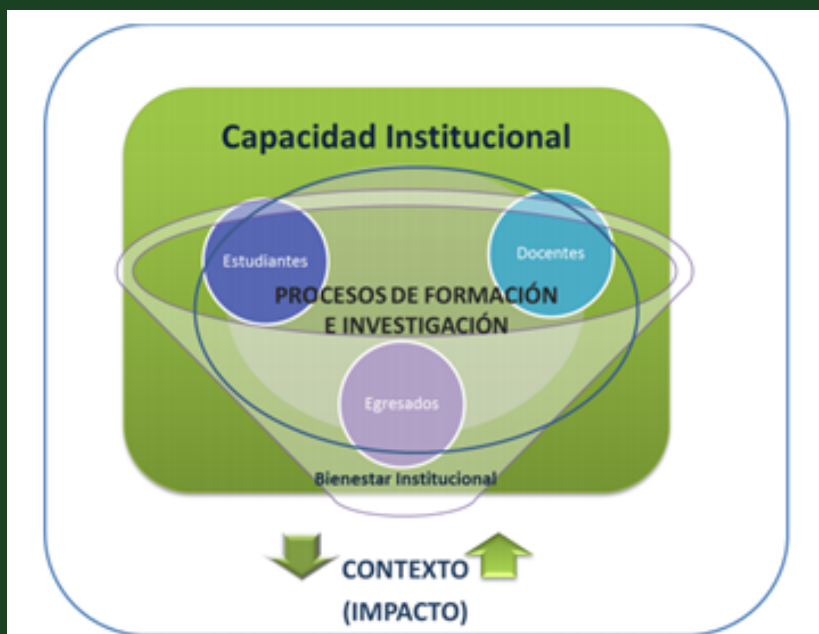 Capacidad Institucional
Estudiantes
Docentes
PROCESOS DE FORMACIÓN
E INVESTIGACIÓN
Egresados
Bienestar Institucional
CONTEXTO
(IMPACTO)